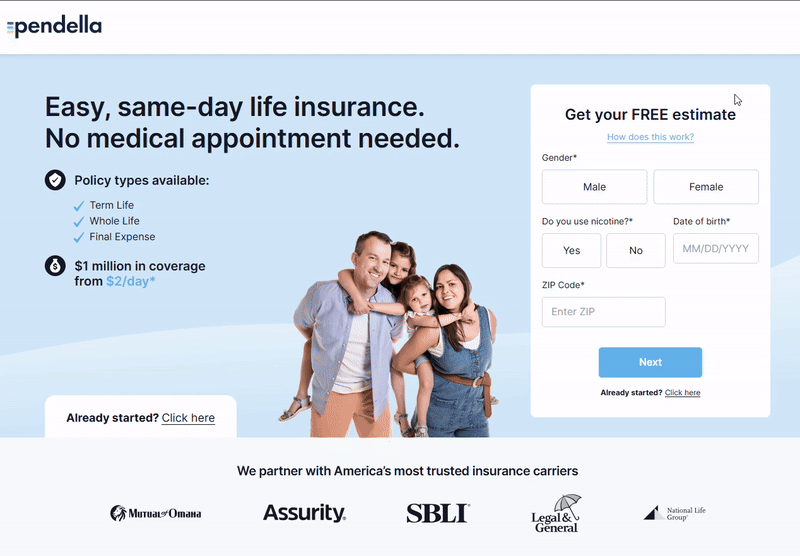 pendella
Easy, same-day life insurance.
No medical appointment needed.
Policy types available:
Term Life
Whole Life
Final Expense
$1 million in coverage
from $2/day*
Already started? Click here
Get your FREE estimate
How does this work?
Gender*
Male
Female
Do you use nicotine?*
Date of birth*
Yes
No
MM/DD/YYYY
ZIP Code*
Enter ZIP
Next
Already started? Click here
We partner with America's most trusted insurance carriers
Mutual of Omaha
Assurity®
SBLI
Legal &
General
National Life
Group®